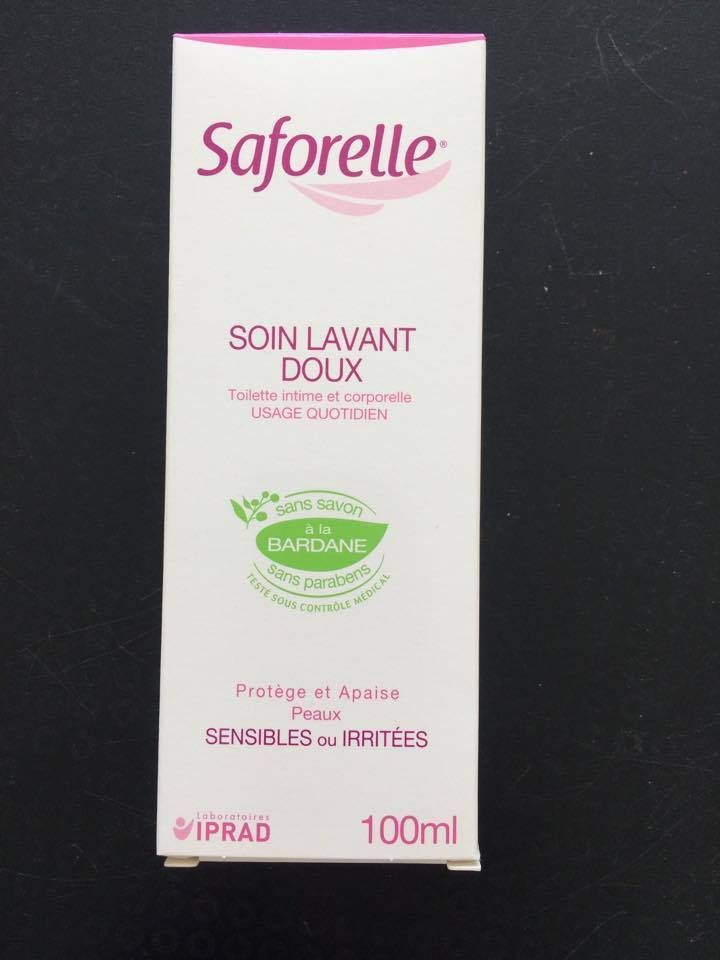 Saforelle®
SOIN LAVANT
DOUX
Toilette intime et corporelle
USAGE QUOTIDIEN
sans savon
à la
BARDANE
sans parabens
TESTÉ SOUS CONTRÔLE MÉDICAL
Protège et Apaise
Peaux
SENSIBLES ou IRRITÉES
Laboratoires
IPRAD
100ml